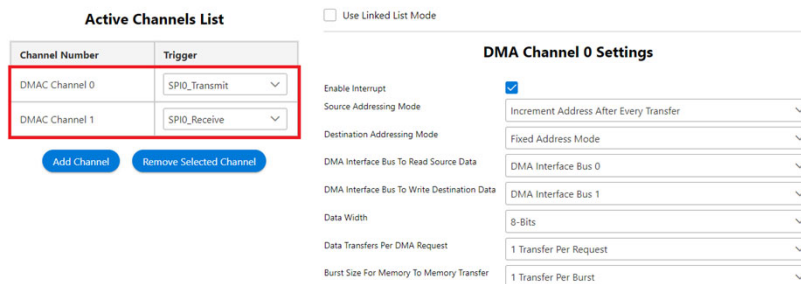 Active Channels List
Channel Number Trigger
DMAC Channel 0 SPI0_Transmit
DMAC Channel 1 SPI0_Receive
Add Channel Remove Selected Channel
Use Linked List Mode
DMA Channel 0 Settings
Enable Interrupt
Source Addressing Mode Increment Address After Every Transfer
Destination Addressing Mode Fixed Address Mode
DMA Interface Bus To Read Source Data DMA Interface Bus 0
DMA Interface Bus To Write Destination Data DMA Interface Bus 1
Data Width 8-Bits
Data Transfers Per DMA Request 1 Transfer Per Request
Burst Size For Memory To Memory Transfer 1 Transfer Per Burst